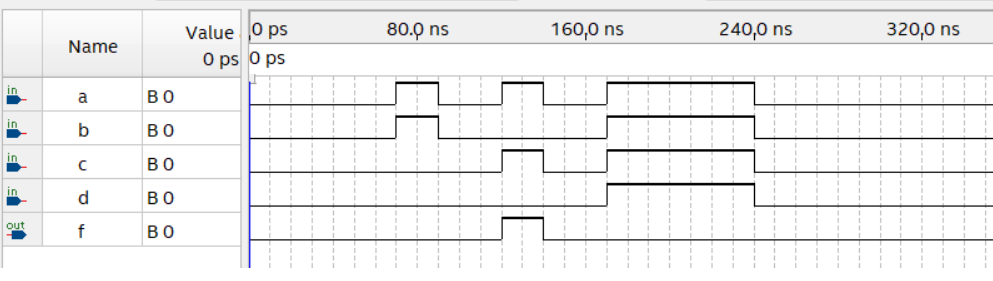 Name Value 0 ps 80.0 ns 160,0 ns 240,0 ns 320,0 ns
0 ps 0 ps
in a B 0
in b B 0
in c B 0
in d B 0
out f B 0